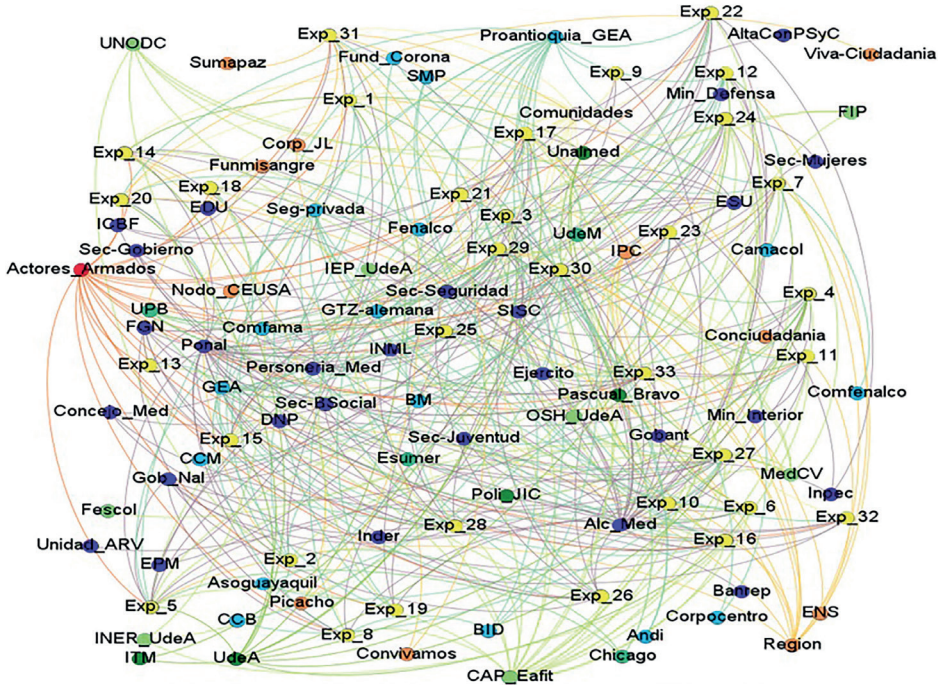 Exp_22
Exp_31
Proantioquia_GEA
AltaConPSyC
UNODC
Viva-Ciudadania
Fund_Corona
Sumapaz
SMP
Exp_9
Exp_12
Min_Defensa
Exp_1
Comunidades
FIP
Exp_24
Exp_17
Corp_JL
Exp_14
Unalmed
Funmisangre
Sec-Mujeres
Exp_7
Exp_18
Exp_20
Exp_21
EDU
ESU
Seg-privada
Exp_3
ICBF
Fenalco
UdeM
Exp_23
Sec-Gobierno
Exp_29
IPC
Camacol
Actores_Armados
IEP_UdeA
Exp_30
Nodo_CEUSA
Sec-Seguridad
Exp_4
UPB
GTZ-alemana
SISC
FGN
Comfama
Exp_25
Conciudadania
Ponal
INML
Exp_11
Exp_13
Personeria_Med
Ejercito
Exp_33
GEA
Pascual_Bravo
Comfenalco
Sec-BSocial
BM
Concejo_Med
DNP
OSH_UdeA
Min_Interior
Exp_15
Sec-Juventud
Gobant
CCM
Esumer
Exp_27
Gob_Nal
MedCV
Poli_JIC
Inpec
Exp_10
Exp_6
Fescol
Exp_28
Alc_Med
Exp_32
Inder
Exp_16
Unidad_ARV
Exp_2
EPM
Asoguayaquil
Banrep
Exp_5
Picacho
Exp_19
Exp_26
Corpocentro
ENS
CCB
BID
INER_UdeA
Exp_8
Andi
Region
ITM
UdeA
Convivamos
Chicago
CAP_Eafit